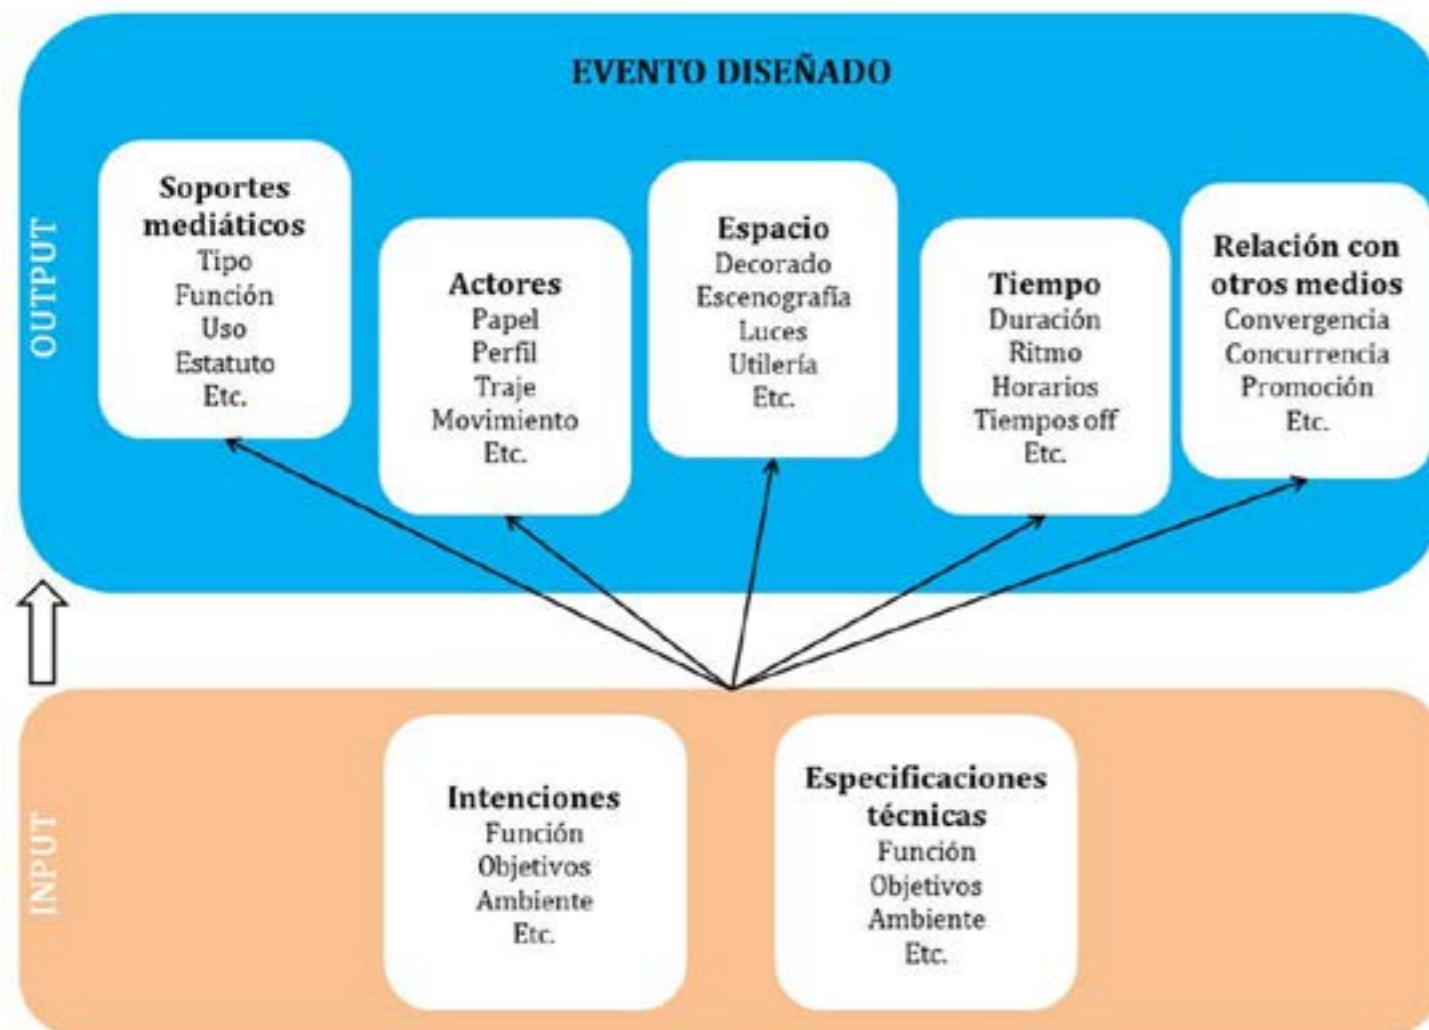 EVENTO DISEÑADO
OUTPUT
Soportes
mediáticos
Tipo
Función
Uso
Estatuto
Etc.
Actores
Papel
Perfil
Traje
Movimiento
Etc.
Espacio
Decorado
Escenografía
Luces
Utilería
Etc.
Tiempo
Duración
Ritmo
Horarios
Tiempos off
Etc.
Relación con
otros medios
Convergencia
Concurrencia
Promoción
Etc.
INPUT
Intenciones
Función
Objetivos
Ambiente
Etc.
Especificaciones
técnicas
Función
Objetivos
Ambiente
Etc.